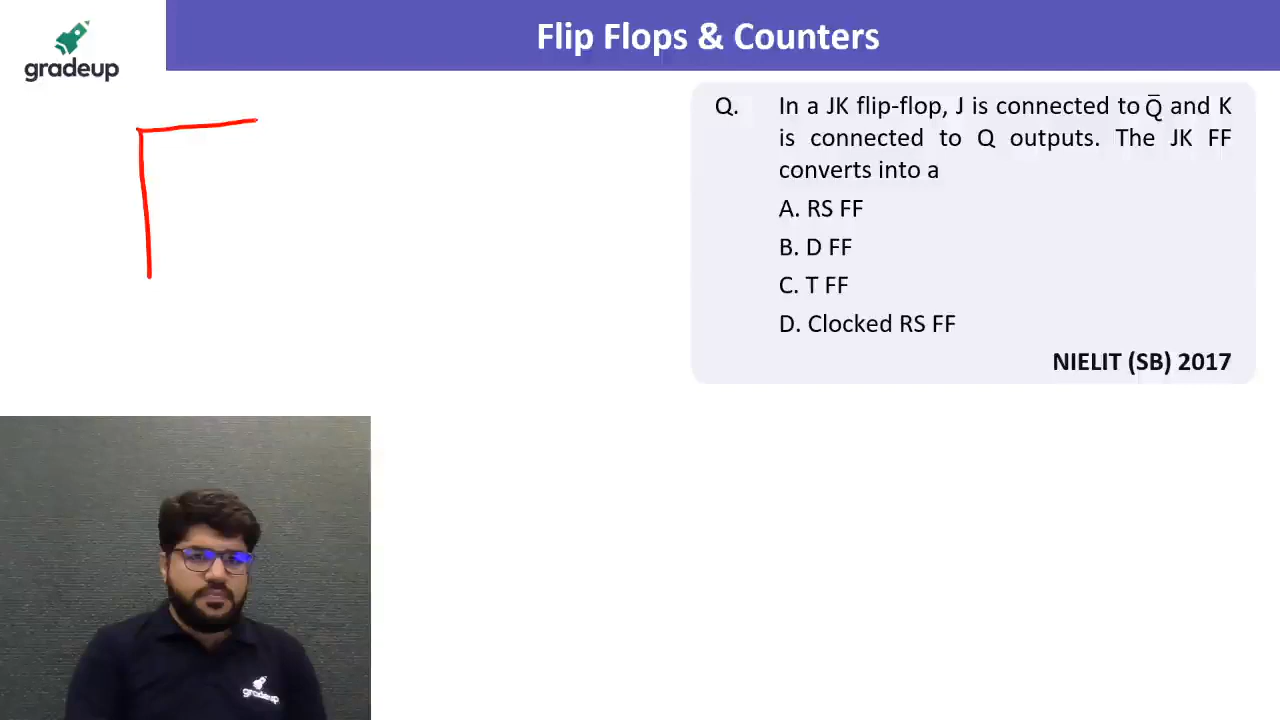 gradeup
Flip Flops & Counters
Q. In a JK flip-flop, J is connected to Q̅ and K
is connected to Q outputs. The JK FF
converts into a
A. RS FF
B. D FF
C. T FF
D. Clocked RS FF
NIELIT (SB) 2017
gradeup